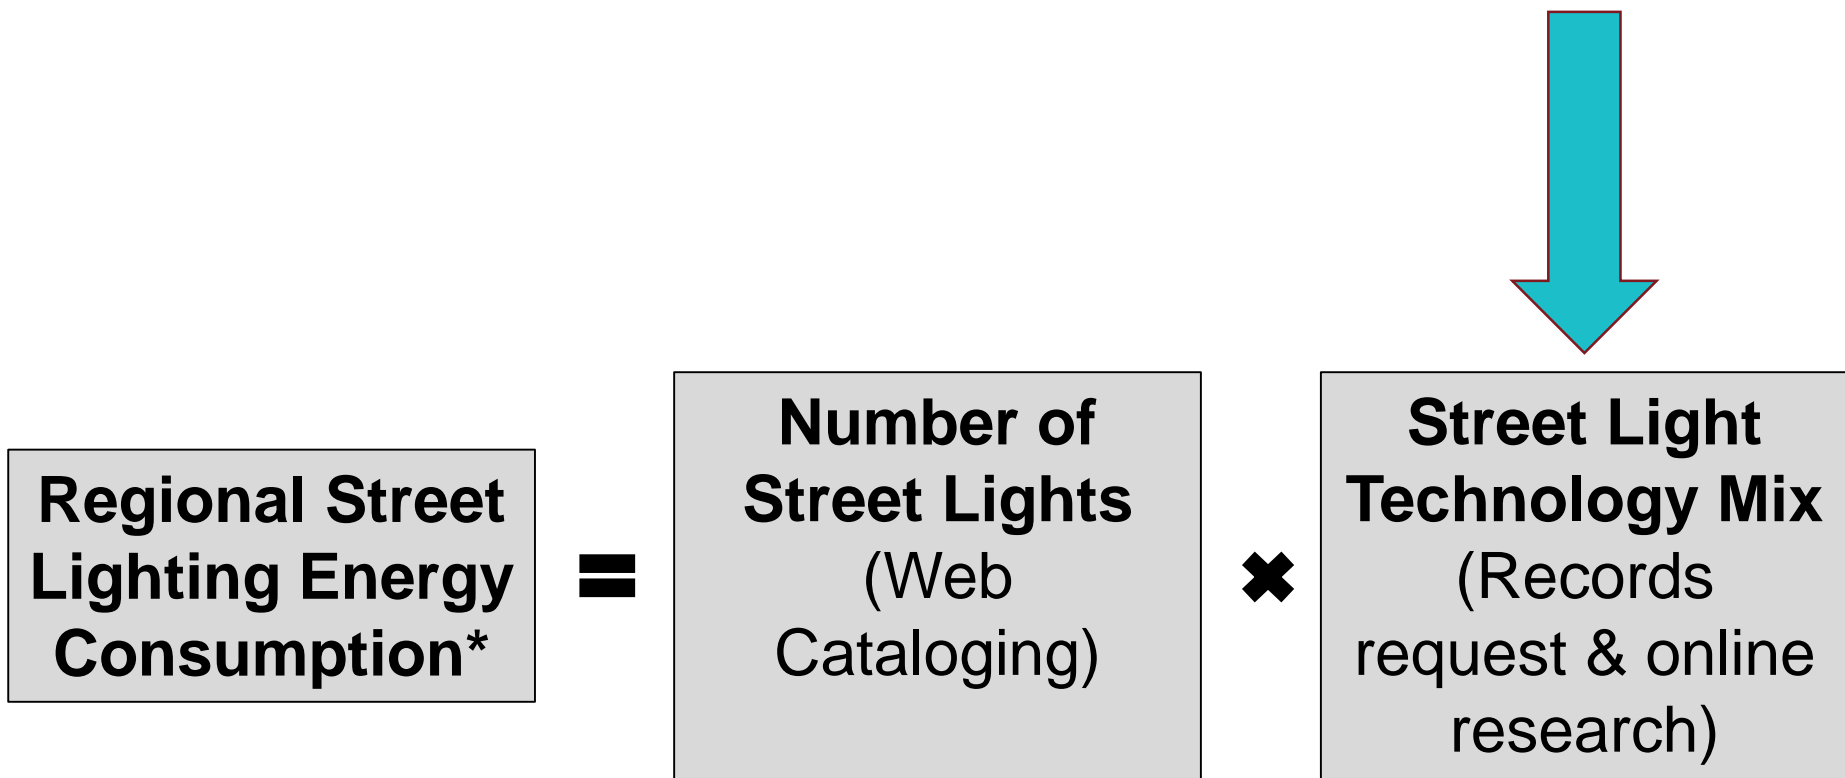 Regional Street
Lighting Energy
Consumption*
=
Number of
Street Lights
(Web
Cataloging)
✖
Street Light
Technology Mix
(Records
request & online
research)